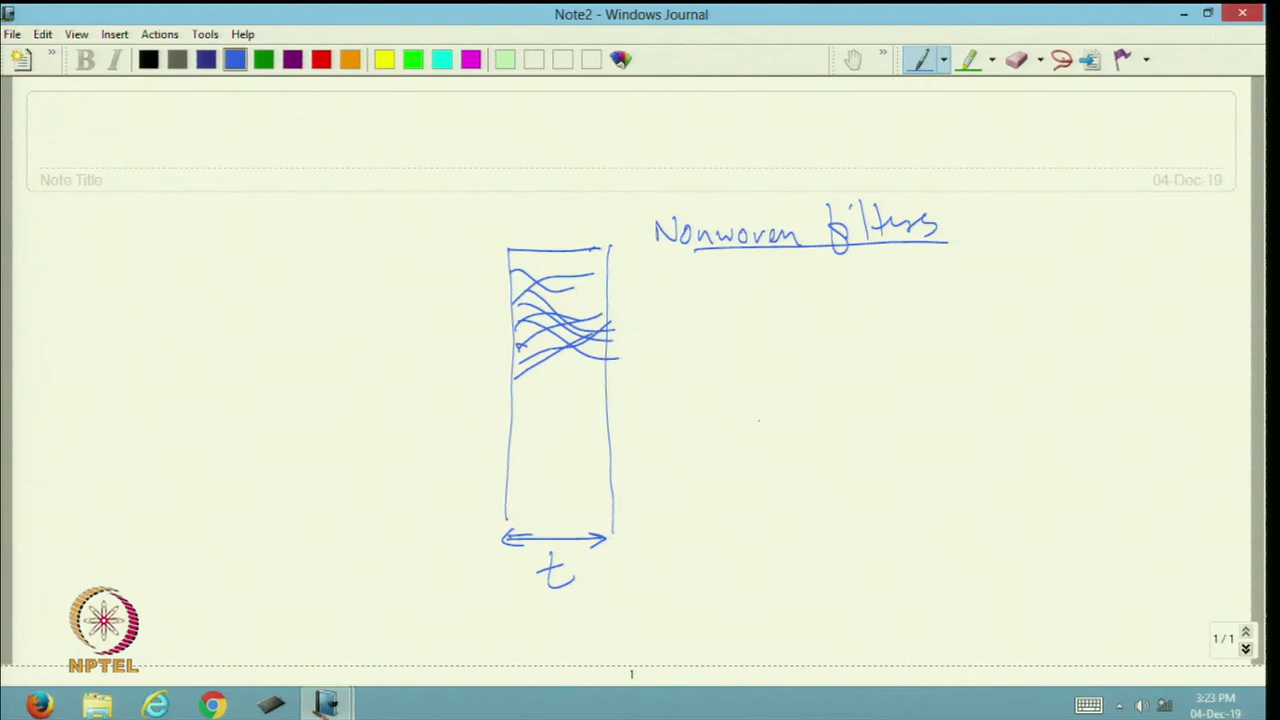 Note2 - Windows Journal
File Edit View Insert Actions Tools Help
B I
Note Title
04-Dec-19
Nonwoven filters
t
NPTEL
1 / 1
1
3:23 PM
04-Dec-19